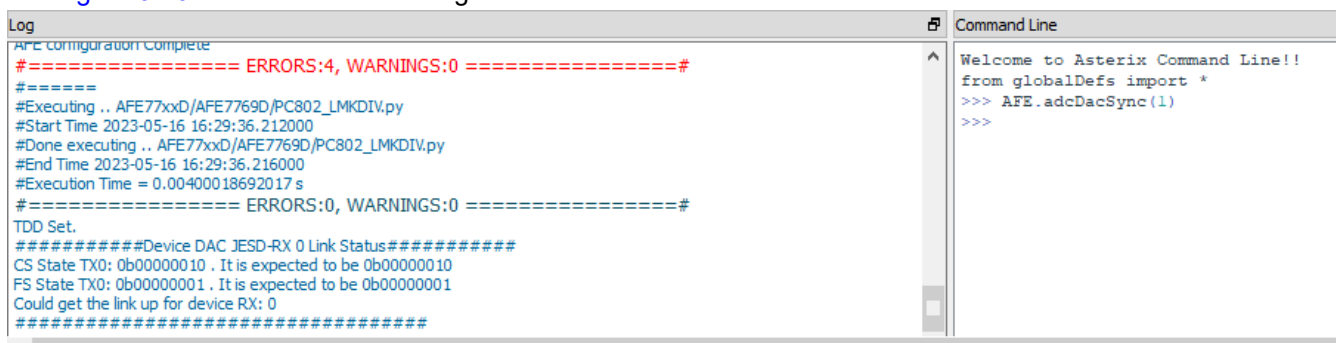 Log
AFE configuration Complete
#================ ERRORS:4, WARNINGS:0 ================#
#======
#Executing .. AFE77xxD/AFE7769D/PC802_LMKDIV.py
#Start Time 2023-05-16 16:29:36.212000
#Done executing .. AFE77xxD/AFE7769D/PC802_LMKDIV.py
#End Time 2023-05-16 16:29:36.216000
#Execution Time = 0.00400018692017 s
#================ ERRORS:0, WARNINGS:0 ================#
TDD Set.
###########Device DAC JESD-RX 0 Link Status###########
CS State TX0: 0b00000010 . It is expected to be 0b00000010
FS State TX0: 0b00000001 . It is expected to be 0b00000001
Could get the link up for device RX: 0
###################################
Command Line
Welcome to Asterix Command Line!!
from globalDefs import *
>>> AFE.adcDacSync(1)
>>>